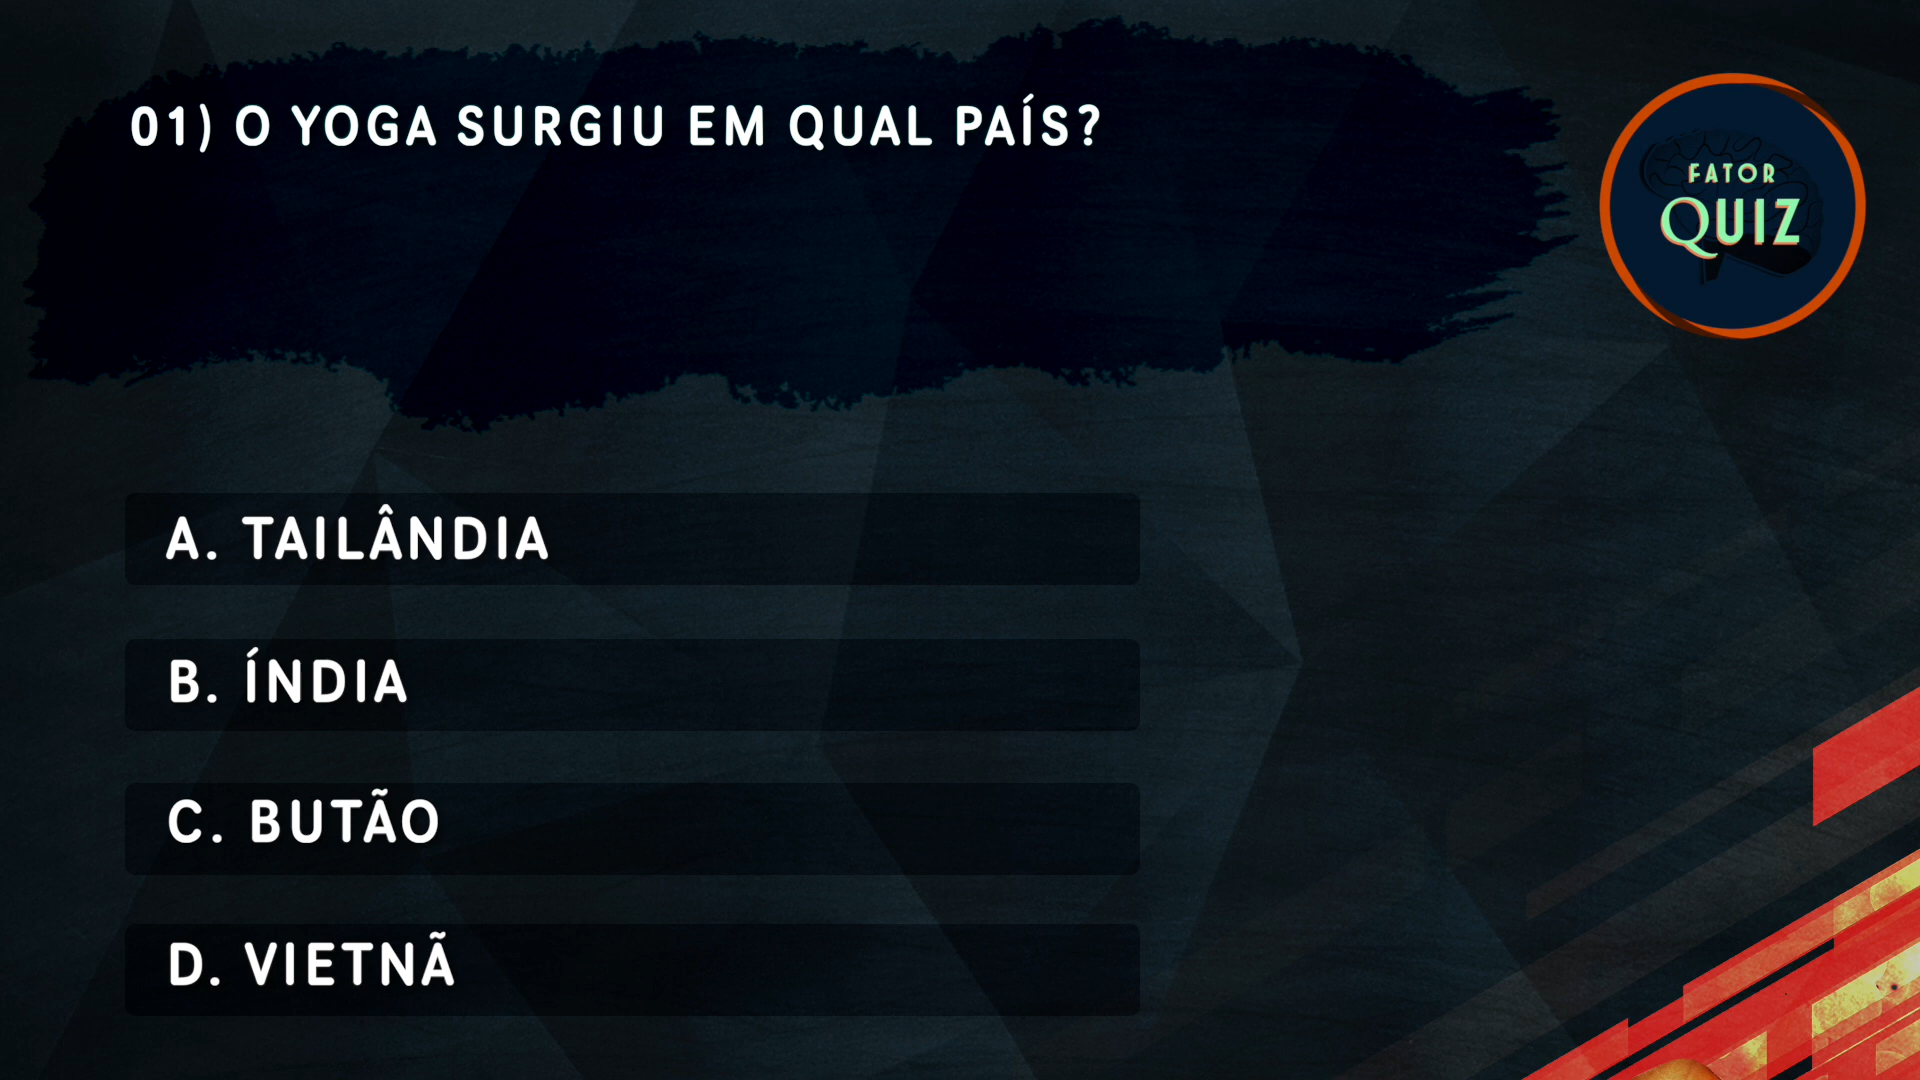 01) O YOGA SURGIU EM QUAL PAÍS?
FATOR
QUIZ
A. TAILÂNDIA
B. ÍNDIA
C. BUTÃO
D. VIETNÃ